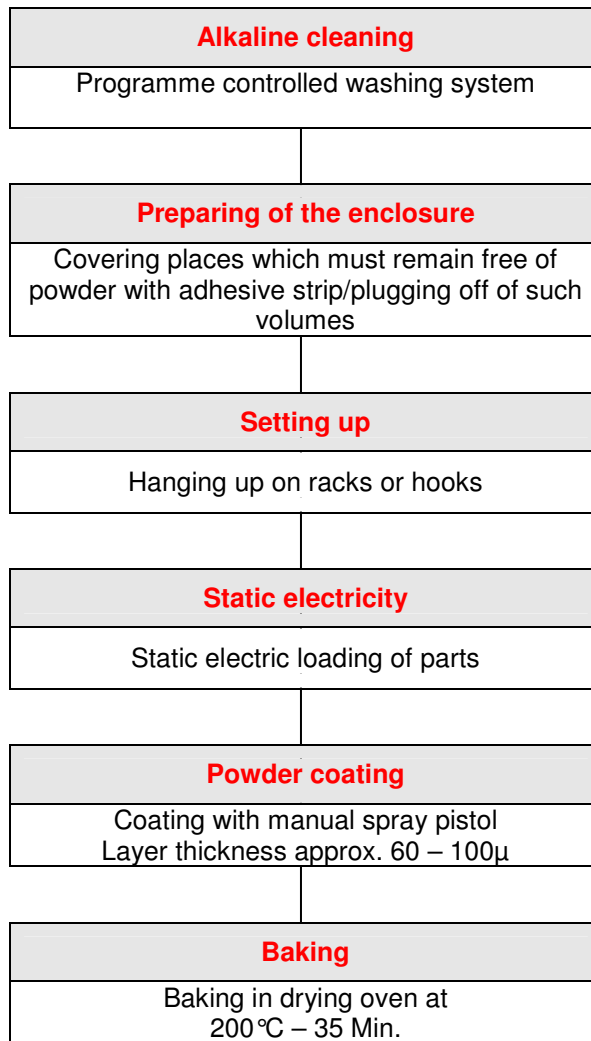 Alkaline cleaning
Programme controlled washing system
Preparing of the enclosure
Covering places which must remain free of
powder with adhesive strip/plugging off of such
volumes
Setting up
Hanging up on racks or hooks
Static electricity
Static electric loading of parts
Powder coating
Coating with manual spray pistol
Layer thickness approx. 60 – 100µ
Baking
Baking in drying oven at
200°C – 35 Min.